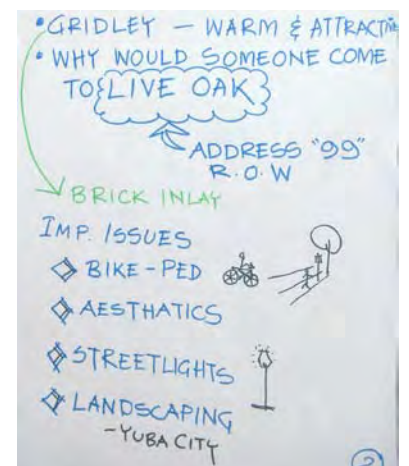 • GRIDLEY — WARM & ATTRACTIVE
• WHY WOULD SOMEONE COME
TO LIVE OAK?
ADDRESS "99"
R.O.W
BRICK INLAY
IMP. ISSUES
BIKE-PED
AESTHATICS
STREETLIGHTS
LANDSCAPING
-YUBA CITY
2